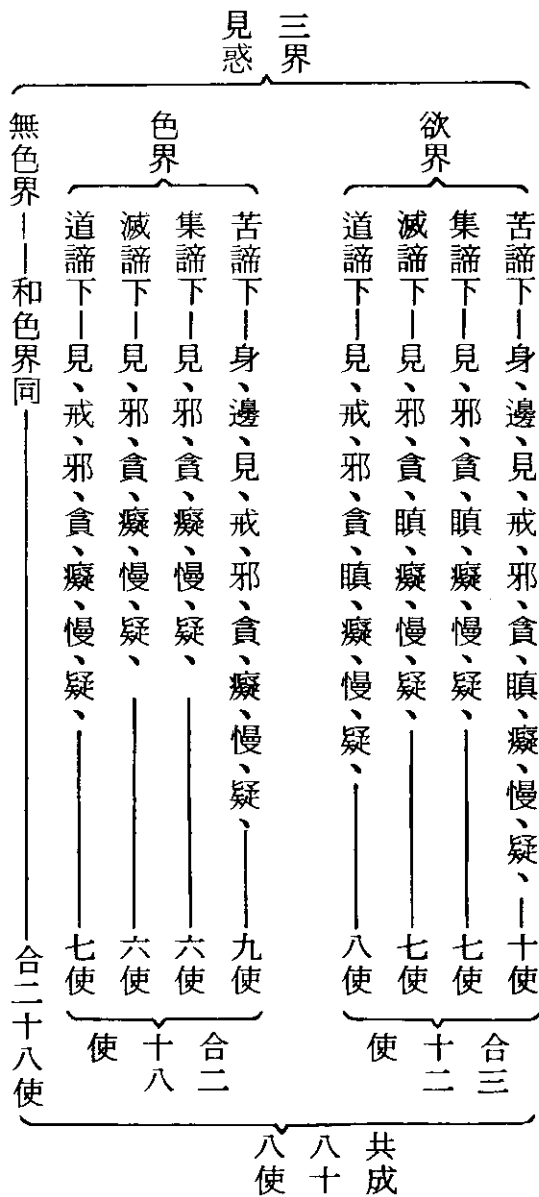 三界
見惑
欲界
苦諦下—身、邊、見、戒、邪、貪、瞋、癡、慢、疑、—十使
集諦下—見、邪、貪、瞋、癡、慢、疑、—七使
滅諦下—見、邪、貪、瞋、癡、慢、疑、—七使
道諦下—見、戒、邪、貪、瞋、癡、慢、疑、—八使
合三
十二
使
色界
苦諦下—身、邊、見、戒、邪、貪、癡、慢、疑、—九使
集諦下—見、邪、貪、癡、慢、疑、—六使
滅諦下—見、邪、貪、癡、慢、疑、—六使
道諦下—見、戒、邪、貪、癡、慢、疑、—七使
合二
十八
使
無色界——和色界同—合二十八使
共成
八十
八使